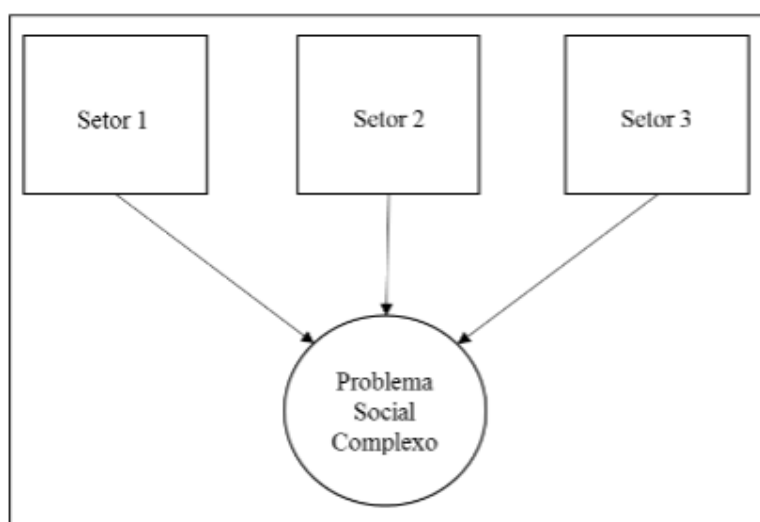 Setor 1
Setor 2
Setor 3
Problema
Social
Complexo